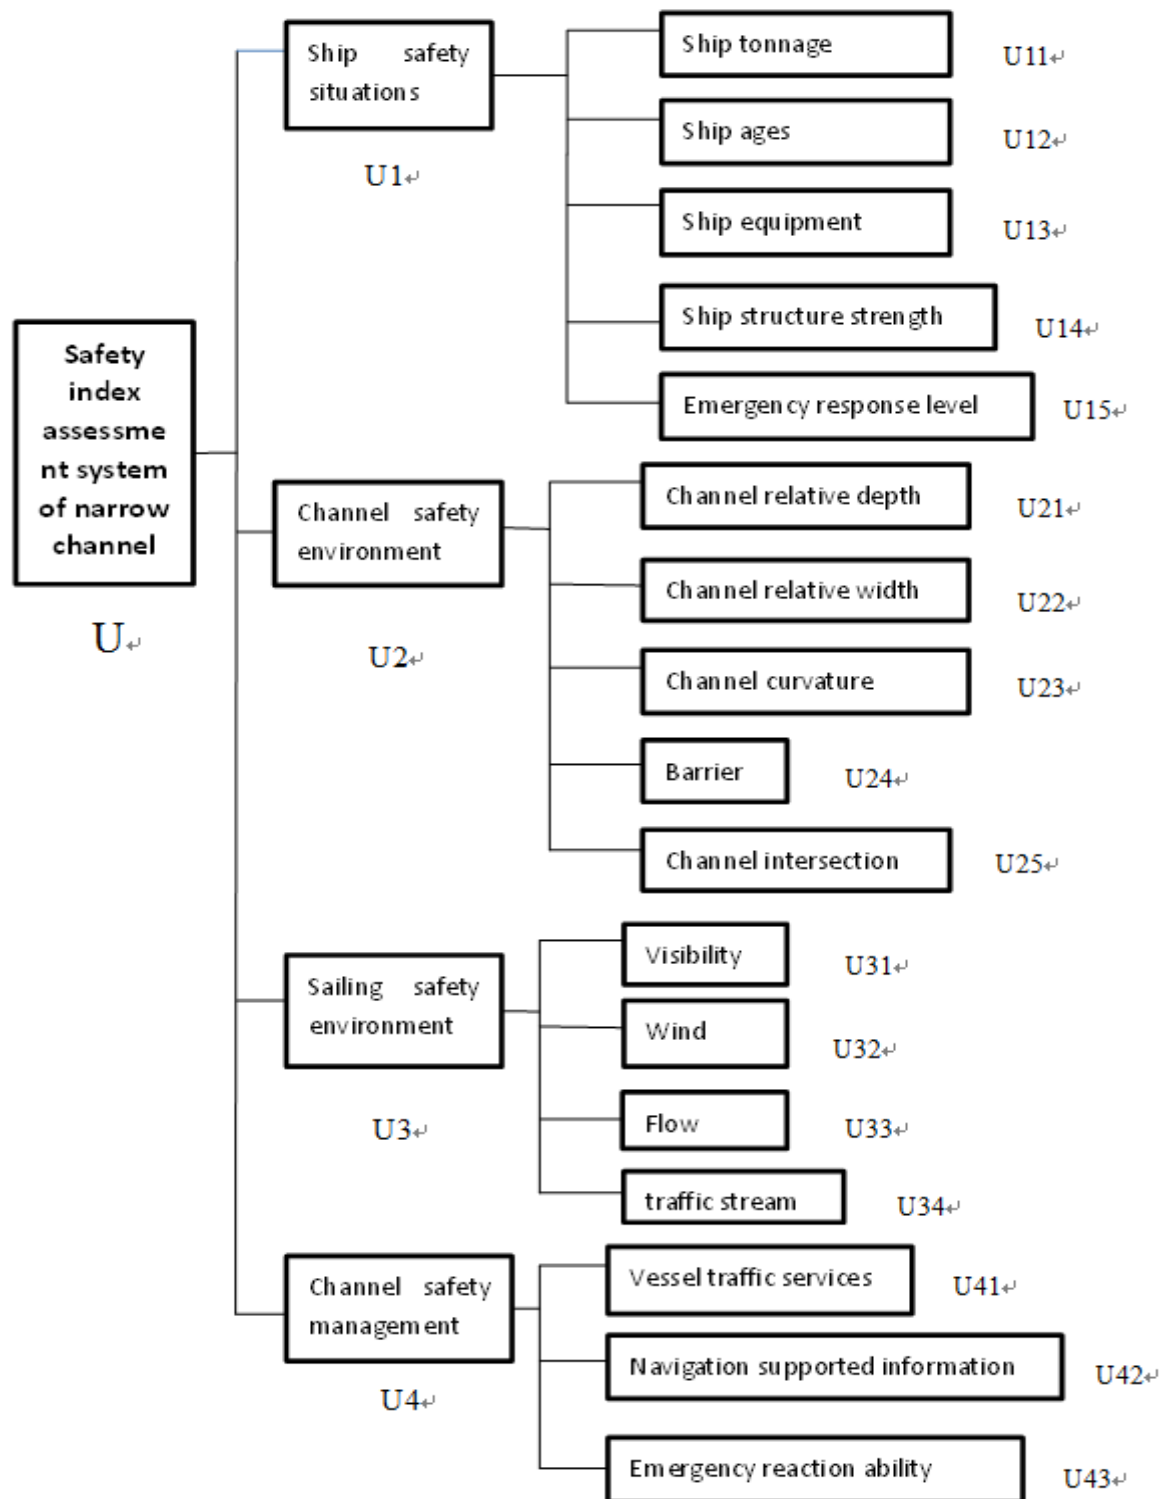 Safety
index
assessme
nt system
of narrow
channel
U↵
Ship safety
situations
U1↵
Ship tonnage
U11↵
Ship ages
U12↵
Ship equipment
U13↵
Ship structure strength
U14↵
Emergency response level
U15↵
Channel safety
environment
U2↵
Channel relative depth
U21↵
Channel relative width
U22↵
Channel curvature
U23↵
Barrier
U24↵
Channel intersection
U25↵
Sailing safety
environment
U3↵
Visibility
U31↵
Wind
U32↵
Flow
U33↵
traffic stream
U34↵
Channel safety
management
U4↵
Vessel traffic services
U41↵
Navigation supported information
U42↵
Emergency reaction ability
U43↵